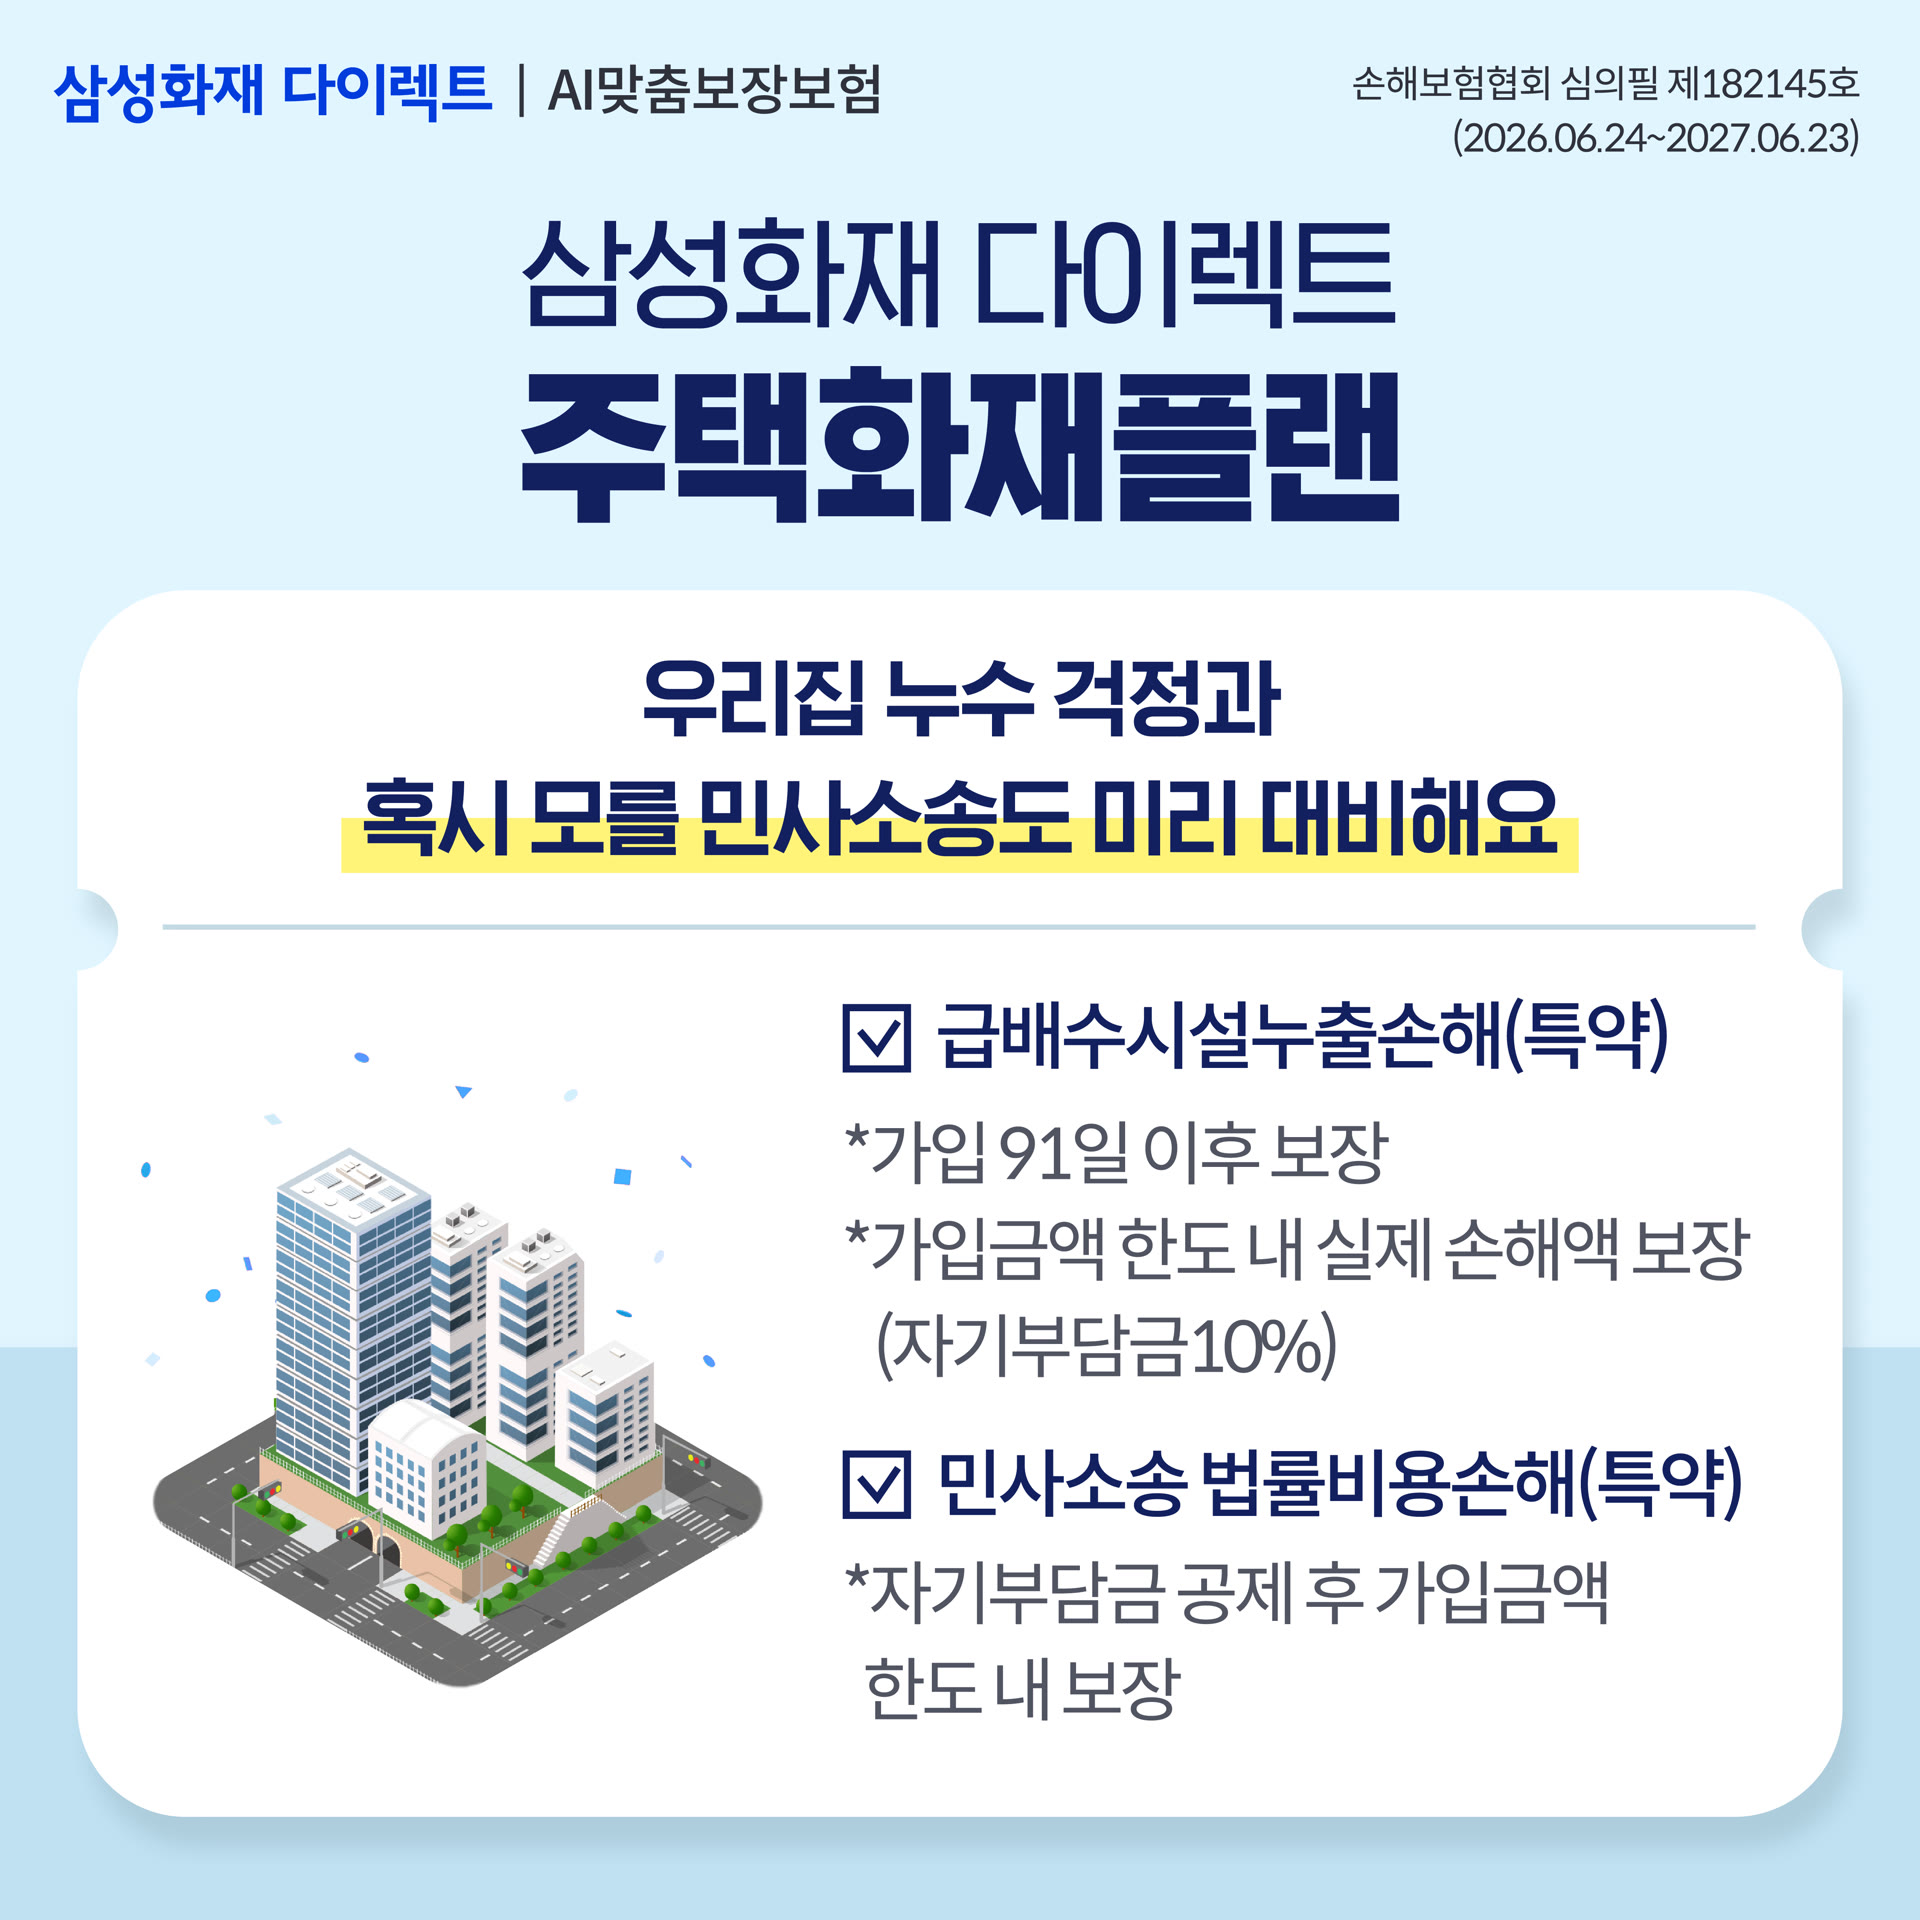 삼성화재 다이렉트 | AI맞춤보장보험
손해보험협회 심의필 제182145호
(2026.06.24~2027.06.23)
삼성화재 다이렉트
주택화재플랜
우리집 누수 걱정과
혹시 모를 민사소송도 미리 대비해요
급배수시설누출손해(특약)
*가입 91일 이후 보장
*가입금액 한도 내 실제 손해액 보장
(자기부담금10%)
민사소송 법률비용손해(특약)
*자기부담금 공제 후 가입금액
한도 내 보장